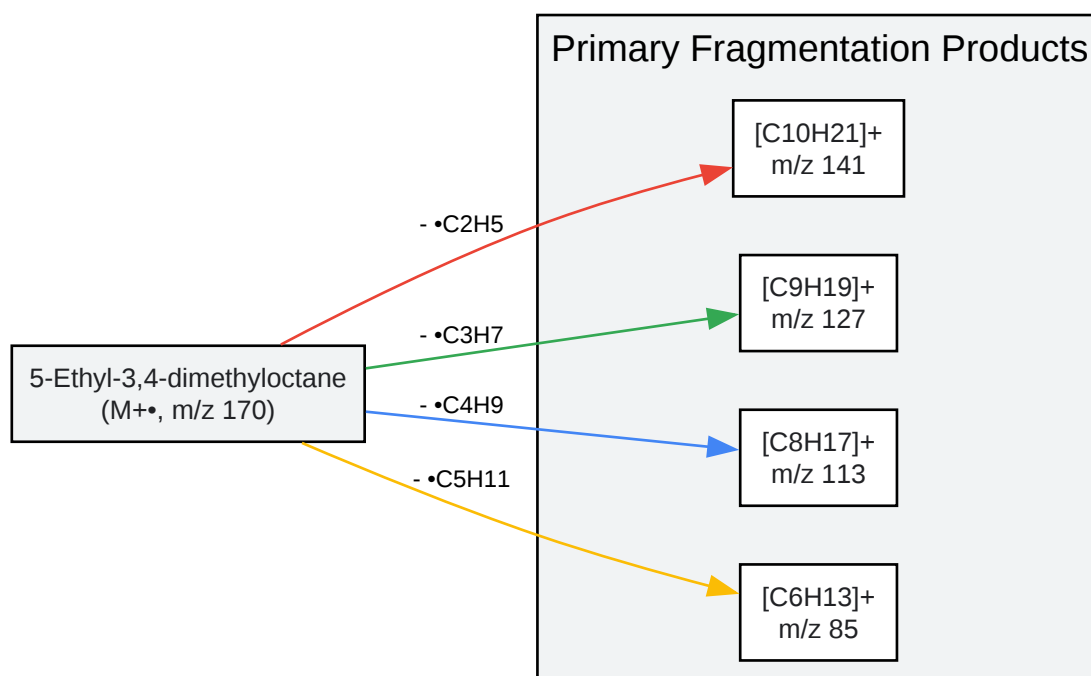 Primary Fragmentation Products
[C10H21]+
m/z 141
- •C2H5
[C9H19]+
m/z 127
- •C3H7
5-Ethyl-3,4-dimethyloctane
(M+•, m/z 170)
- •C4H9
[C8H17]+
m/z 113
- •C5H11
[C6H13]+
m/z 85